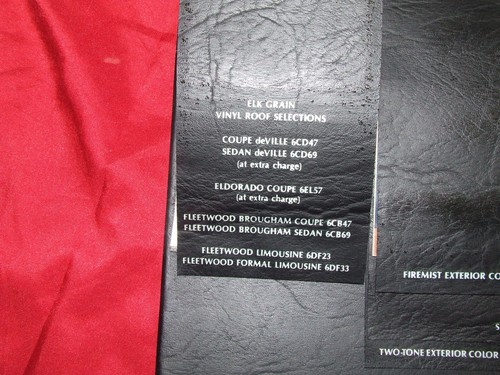 ELK GRAIN
VINYL ROOF SELECTIONS
COUPE deVILLE 6CD47
SEDAN deVILLE 6CD69
(at extra charge)
ELDORADO COUPE 6EL57
(at extra charge)
FLEETWOOD BROUGHAM COUPE 6CB47
FLEETWOOD BROUGHAM SEDAN 6CB69
FLEETWOOD LIMOUSINE 6DF23
FLEETWOOD FORMAL LIMOUSINE 6DF33
FIREMIST EXTERIOR CO
S
TWO-TONE EXTERIOR COLOR